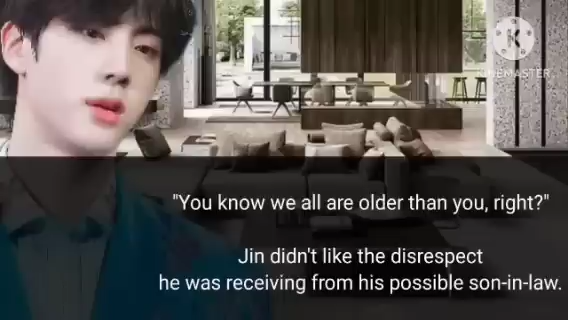 KINEMASTER
"You know we all are older than you, right?"
Jin didn't like the disrespect
he was receiving from his possible son-in-law.